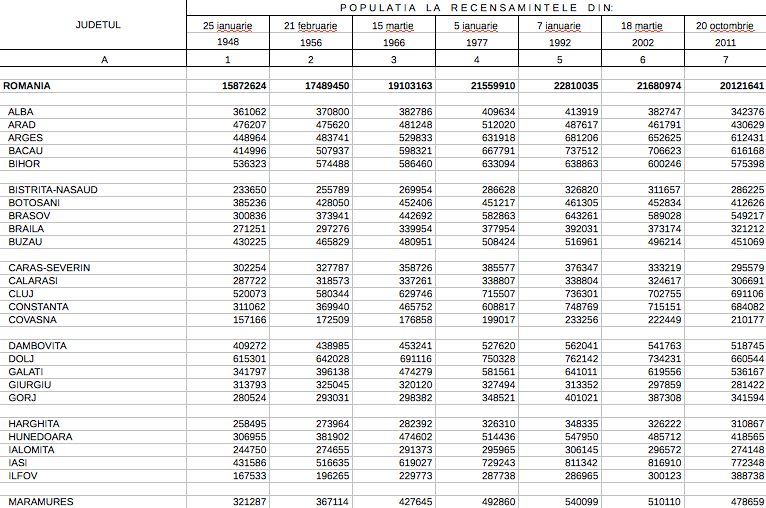 POPULATIA LA RECENSAMINTELE DIN:
JUDETUL 25 ianuarie 21 februarie 15 martie 5 ianuarie 7 ianuarie 18 martie 20 octombrie
1948 1956 1966 1977 1992 2002 2011
A 1 2 3 4 5 6 7
ROMANIA 15872624 17489450 19103163 21559910 22810035 21680974 20121641
ALBA 361062 370800 382786 409634 413919 382747 342376
ARAD 476207 475620 481248 512020 487617 461791 430629
ARGES 448964 483741 529833 631918 681206 652625 612431
BACAU 414996 507937 598321 667791 737512 706623 616168
BIHOR 536323 574488 586460 633094 638863 600246 575398
BISTRITA-NASAUD 233650 255789 269954 286628 326820 311657 286225
BOTOSANI 385236 428050 452406 451217 461305 452834 412626
BRASOV 300836 373941 442692 582863 643261 589028 549217
BRAILA 271251 297276 339954 377954 392031 373174 321212
BUZAU 430225 465829 480951 508424 516961 496214 451069
CARAS-SEVERIN 302254 327787 358726 385577 376347 333219 295579
CALARASI 287722 318573 337261 338807 338804 324617 306691
CLUJ 520073 580344 629746 715507 736301 702755 691106
CONSTANTA 311062 369940 465752 608817 748769 715151 684082
COVASNA 157166 172509 176858 199017 233256 222449 210177
DAMBOVITA 409272 438985 453241 527620 562041 541763 518745
DOLJ 615301 642028 691116 750328 762142 734231 660544
GALATI 341797 396138 474279 581561 641011 619556 536167
GIURGIU 313793 325045 320120 327494 313352 297859 281422
GORJ 280524 293031 298382 348521 401021 387308 341594
HARGHITA 258495 273964 282392 326310 348335 326222 310867
HUNEDOARA 306955 381902 474602 514436 547950 485712 418565
IALOMITA 244750 274655 291373 295965 306145 296572 274148
IASI 431586 516635 619027 729243 811342 816910 772348
ILFOV 167533 196265 229773 287738 286965 300123 388738
MARAMURES 321287 367114 427645 492860 540099 510110 478659